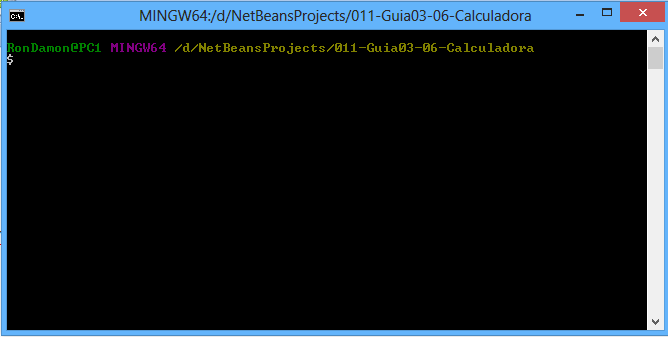 MINGW64:/d/NetBeansProjects/011-Guia03-06-Calculadora
RonDamon@PC1 MINGW64 /d/NetBeansProjects/011-Guia03-06-Calculadora
$